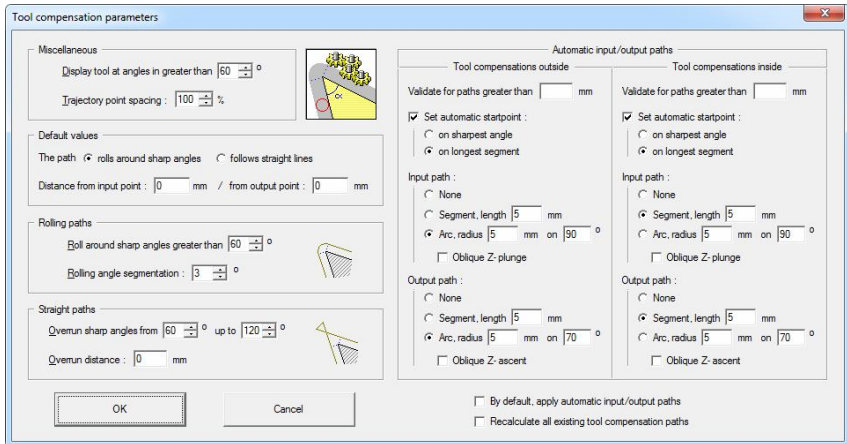 Tool compensation parameters
Miscellaneous
Display tool at angles in greater than 60 °
Trajectory point spacing : 100 %
α
Default values
The path rolls around sharp angles follows straight lines
Distance from input point : 0 mm / from output point : 0 mm
Rolling paths
Roll around sharp angles greater than 60 °
Rolling angle segmentation : 3 °
Straight paths
Overrun sharp angles from 60 ° up to 120 °
Overrun distance : 0 mm
OK
Cancel
Automatic input/output paths
Tool compensations outside
Validate for paths greater than mm
Set automatic startpoint :
on sharpest angle
on longest segment
Input path :
None
Segment, length 5 mm
Arc, radius 5 mm on 90 °
Oblique Z- plunge
Output path :
None
Segment, length 5 mm
Arc, radius 5 mm on 70 °
Oblique Z- ascent
Tool compensations inside
Validate for paths greater than mm
Set automatic startpoint :
on sharpest angle
on longest segment
Input path :
None
Segment, length 5 mm
Arc, radius 5 mm on 90 °
Oblique Z- plunge
Output path :
None
Segment, length 5 mm
Arc, radius 5 mm on 70 °
Oblique Z- ascent
By default, apply automatic input/output paths
Recalculate all existing tool compensation paths